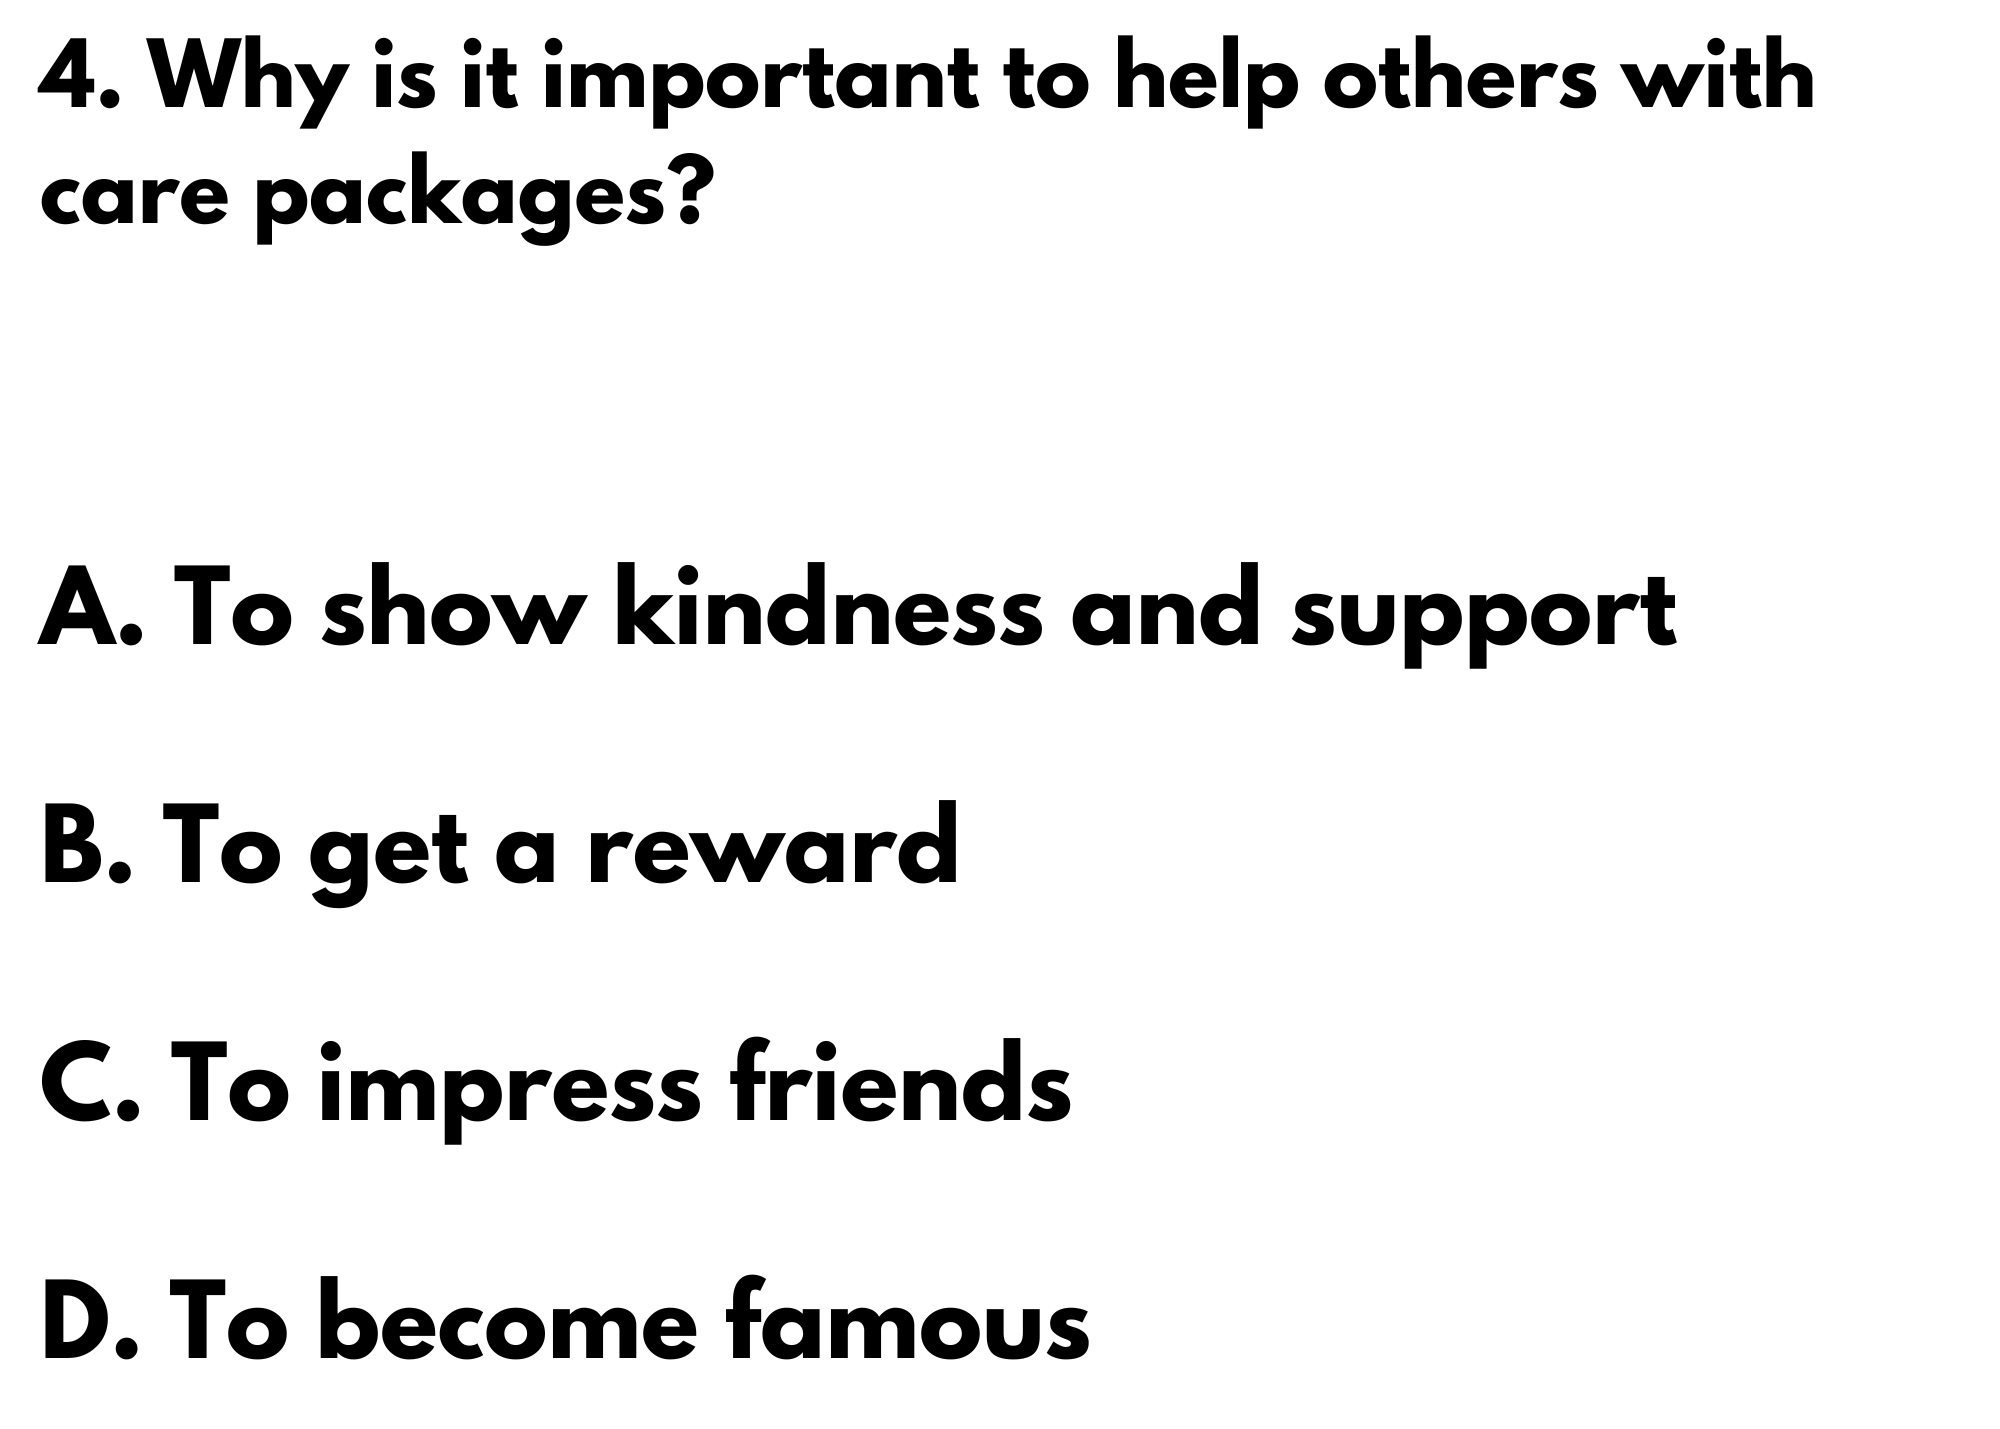 4. Why is it important to help others with
care packages?
A. To show kindness and support
B. To get a reward
C. To impress friends
D. To become famous